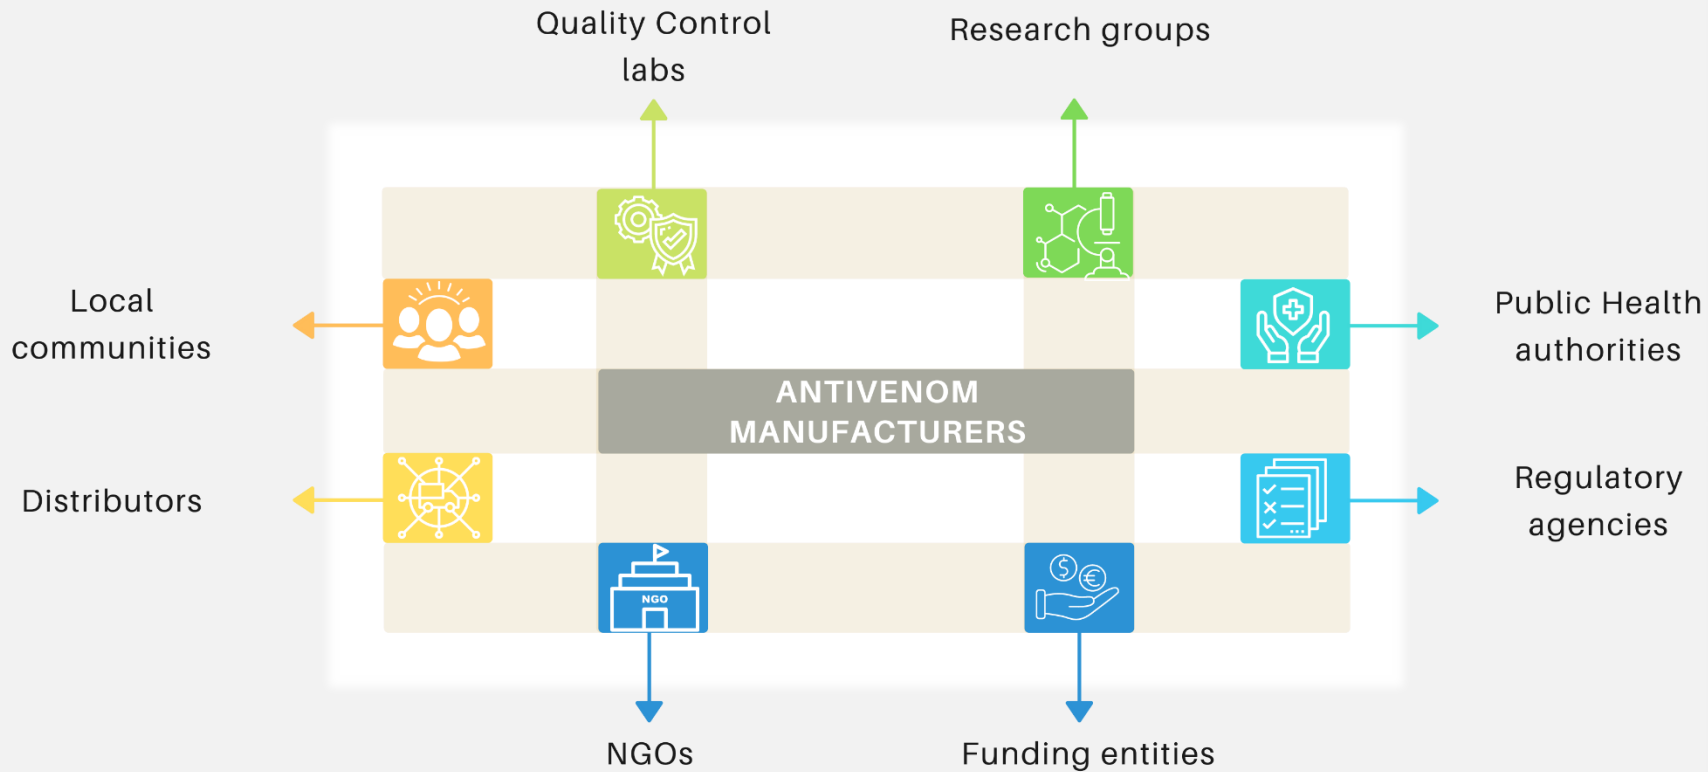 Quality Control
labs
Research groups
Local
communities
Public Health
authorities
ANTIVENOM
MANUFACTURERS
Distributors
Regulatory
agencies
NGO
$
€
NGOs
Funding entities